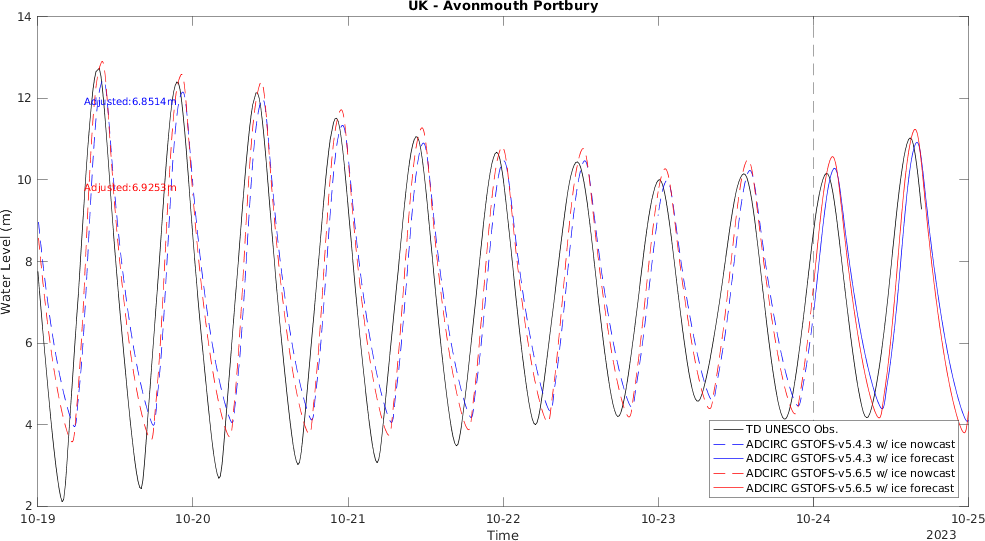 UK - Avonmouth Portbury
14
12
10
8
6
4
2
Water Level (m)
Adjusted:6.8514m
Adjusted:6.9253m
TD UNESCO Obs.
ADCIRC GSTOFS-v5.4.3 w/ ice nowcast
ADCIRC GSTOFS-v5.4.3 w/ ice forecast
ADCIRC GSTOFS-v5.6.5 w/ ice nowcast
ADCIRC GSTOFS-v5.6.5 w/ ice forecast
10-19 10-20 10-21 10-22 10-23 10-24 10-25
Time
2023